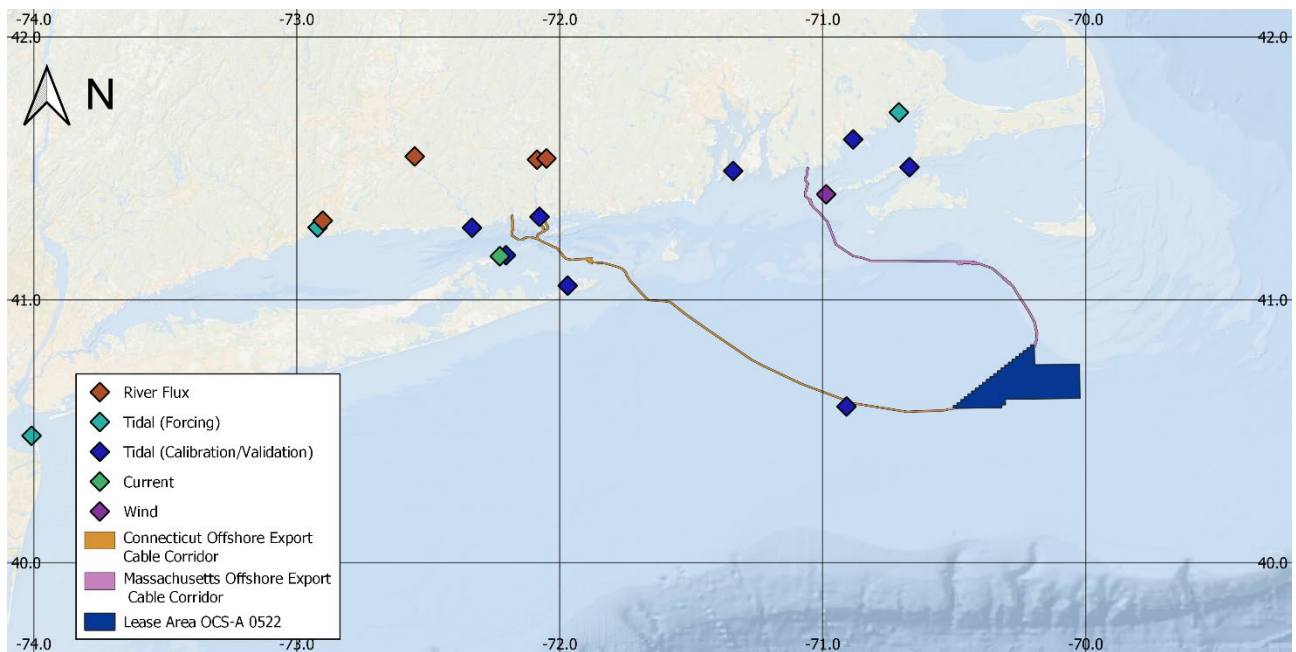 -74.0 -73.0 -72.0 -71.0 -70.0
42.0 42.0
N
41.0 41.0
River Flux
Tidal (Forcing)
Tidal (Calibration/Validation)
Current
Wind
Connecticut Offshore Export
Cable Corridor
Massachusetts Offshore Export
Cable Corridor
Lease Area OCS-A 0522
40.0 40.0
-74.0 -73.0 -72.0 -71.0 -70.0